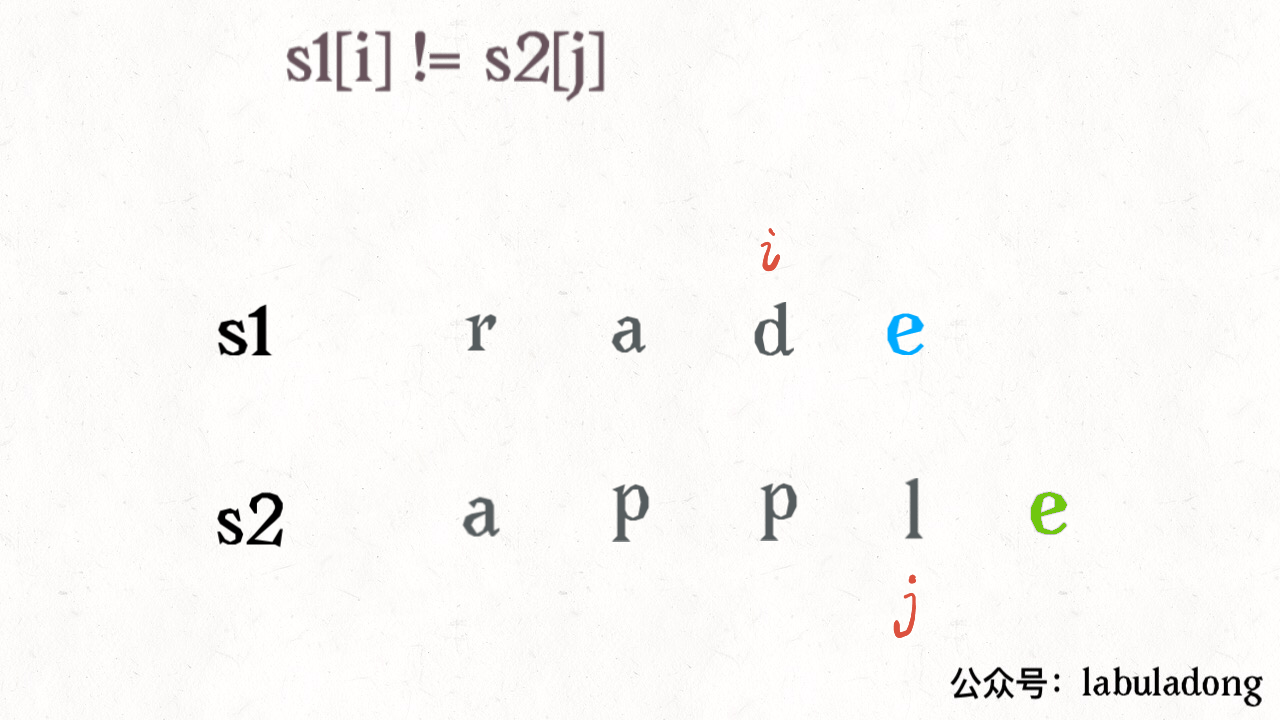 s1[i] != s2[j]
i
s1 r a d e
s2 a p p l e
j
公众号：labuladong